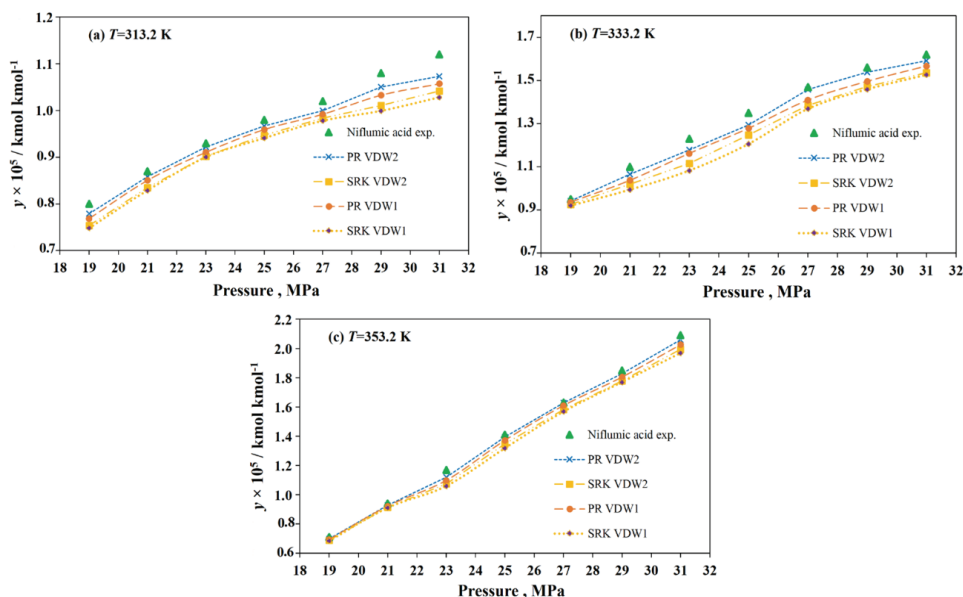 (a) T=313.2 K
y × 10⁵ / kmol kmol⁻¹
1.2
1.1
1.0
0.9
0.8
0.7
Niflumic acid exp.
PR VDW2
SRK VDW2
PR VDW1
SRK VDW1
18 19 20 21 22 23 24 25 26 27 28 29 30 31 32
Pressure , MPa
(b) T=333.2 K
y × 10⁵ / kmol kmol⁻¹
1.7
1.5
1.3
1.1
0.9
0.7
Niflumic acid exp.
PR VDW2
SRK VDW2
PR VDW1
SRK VDW1
18 19 20 21 22 23 24 25 26 27 28 29 30 31 32
Pressure , MPa
(c) T=353.2 K
y × 10⁵ / kmol kmol⁻¹
2.2
2.0
1.8
1.6
1.4
1.2
1.0
0.8
0.6
Niflumic acid exp.
PR VDW2
SRK VDW2
PR VDW1
SRK VDW1
18 19 20 21 22 23 24 25 26 27 28 29 30 31 32
Pressure , MPa